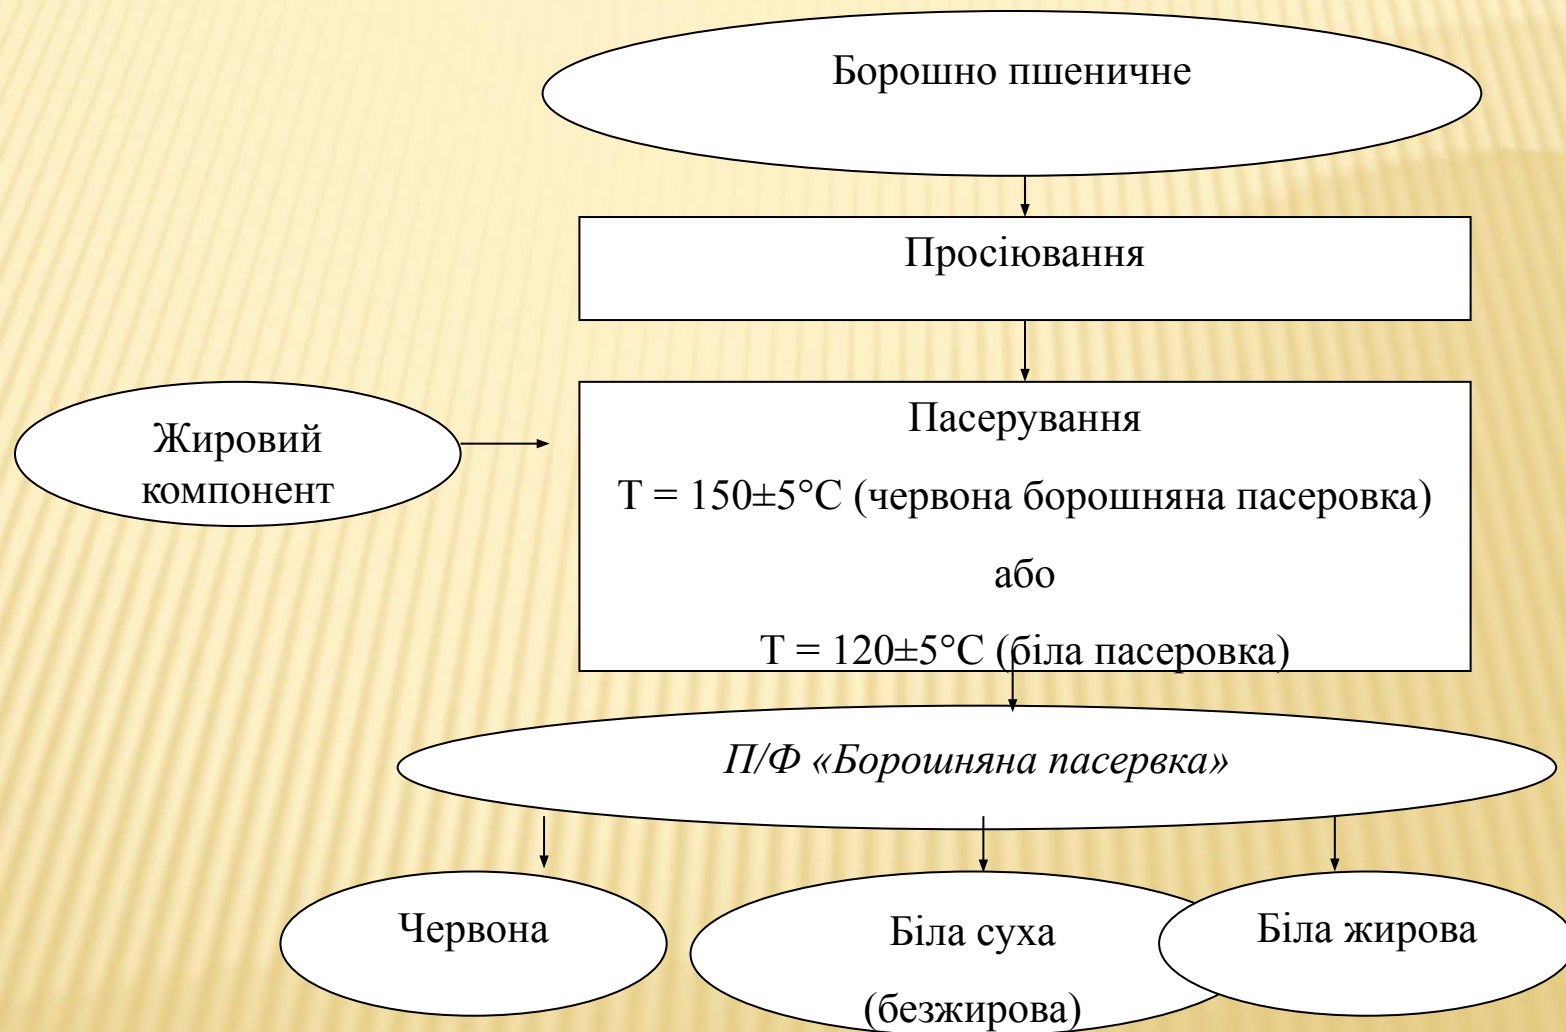 Борошно пшеничне
Просіювання
Жировий
компонент
Пасерування
Т = 150±5°С (червона борошняна пасеровка)
або
Т = 120±5°С (біла пасеровка)
П/Ф «Борошняна пасервка»
Червона
Біла суха
(безжирова)
Біла жирова